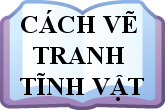 CÁCH VẼ
TRANH
TĨNH VẬT